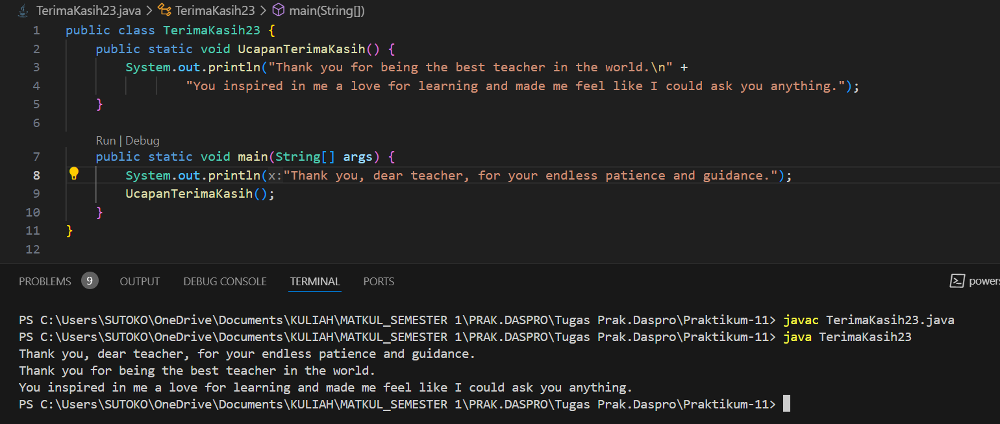 TerimaKasih23.java > TerimaKasih23 > main(String[])
1 public class TerimaKasih23 {
2     public static void UcapanTerimaKasih() {
3         System.out.println("Thank you for being the best teacher in the world.\n" +
4                 "You inspired in me a love for learning and made me feel like I could ask you anything.");
5     }
6
Run | Debug
7     public static void main(String[] args) {
8         System.out.println(x:"Thank you, dear teacher, for your endless patience and guidance.");
9         UcapanTerimaKasih();
10     }
11 }
12
PROBLEMS 9 OUTPUT DEBUG CONSOLE TERMINAL PORTS powers
PS C:\Users\SUTOKO\OneDrive\Documents\KULIAH\MATKUL_SEMESTER 1\PRAK.DASPRO\Tugas Prak.Daspro\Praktikum-11> javac TerimaKasih23.java
PS C:\Users\SUTOKO\OneDrive\Documents\KULIAH\MATKUL_SEMESTER 1\PRAK.DASPRO\Tugas Prak.Daspro\Praktikum-11> java TerimaKasih23
Thank you, dear teacher, for your endless patience and guidance.
Thank you for being the best teacher in the world.
You inspired in me a love for learning and made me feel like I could ask you anything.
PS C:\Users\SUTOKO\OneDrive\Documents\KULIAH\MATKUL_SEMESTER 1\PRAK.DASPRO\Tugas Prak.Daspro\Praktikum-11>